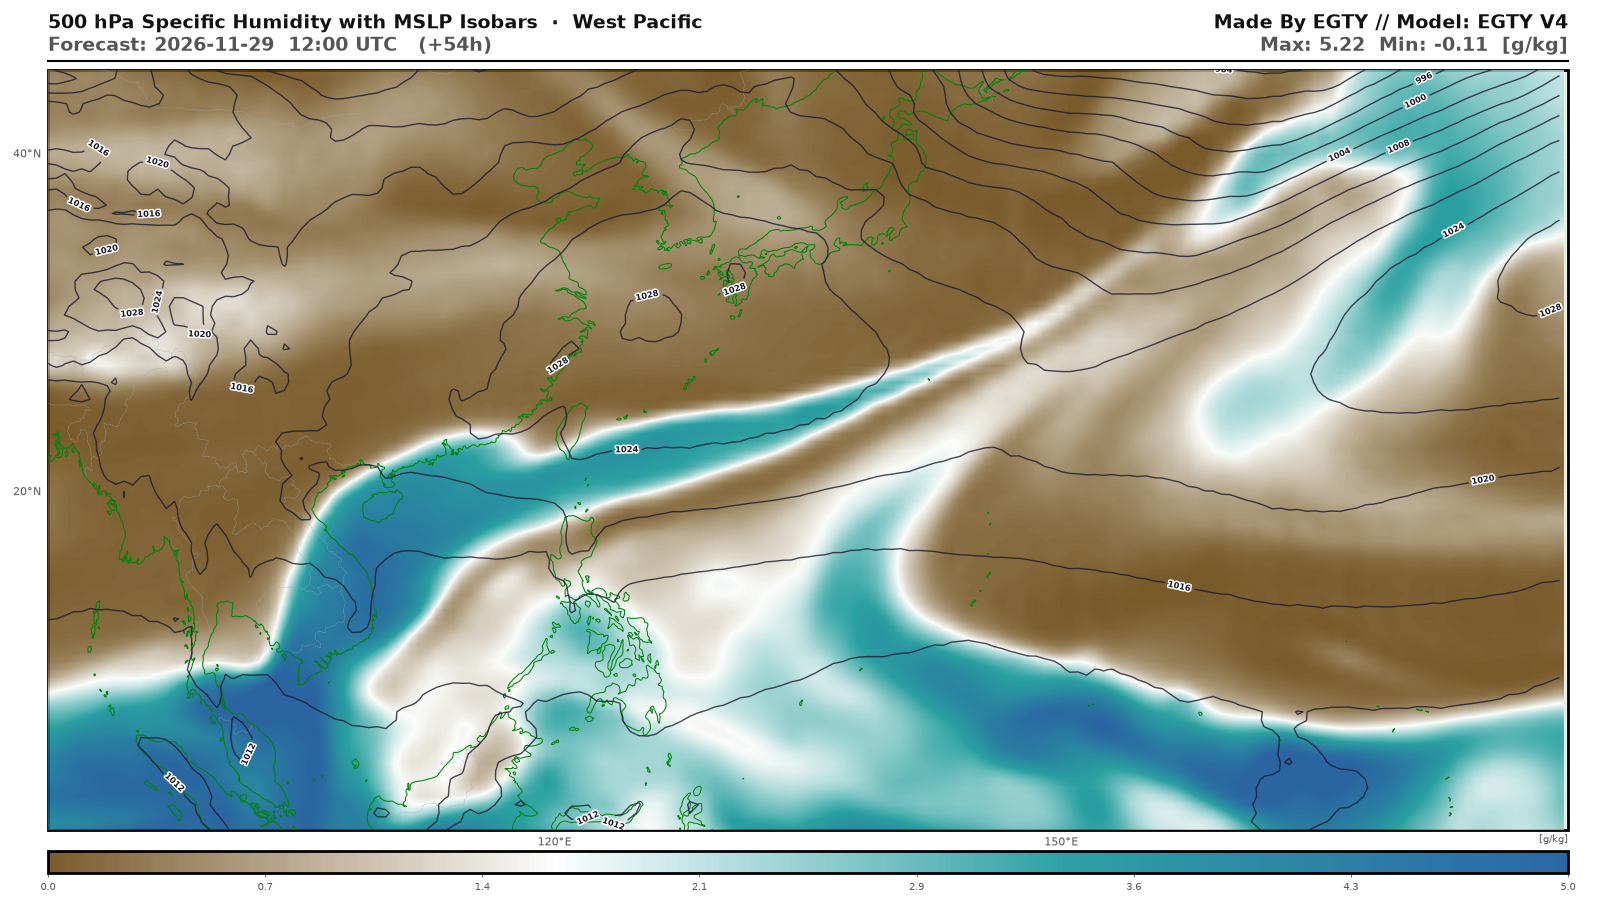 500 hPa Specific Humidity with MSLP Isobars · West Pacific
Made By EGTY // Model: EGTY V4
Forecast: 2026-11-29 12:00 UTC (+54h)
Max: 5.22 Min: -0.11 [g/kg]
996
1000
1016
1020
40°N
1004
1008
1016
1016
1020
1024
1028
1024
1028
1028
1028
1020
1028
1028
1016
1024
1020
20°N
1016
1012
1012
1012
1012
120°E
150°E
[g/kg]
0.0 0.7 1.4 2.1 2.9 3.6 4.3 5.0